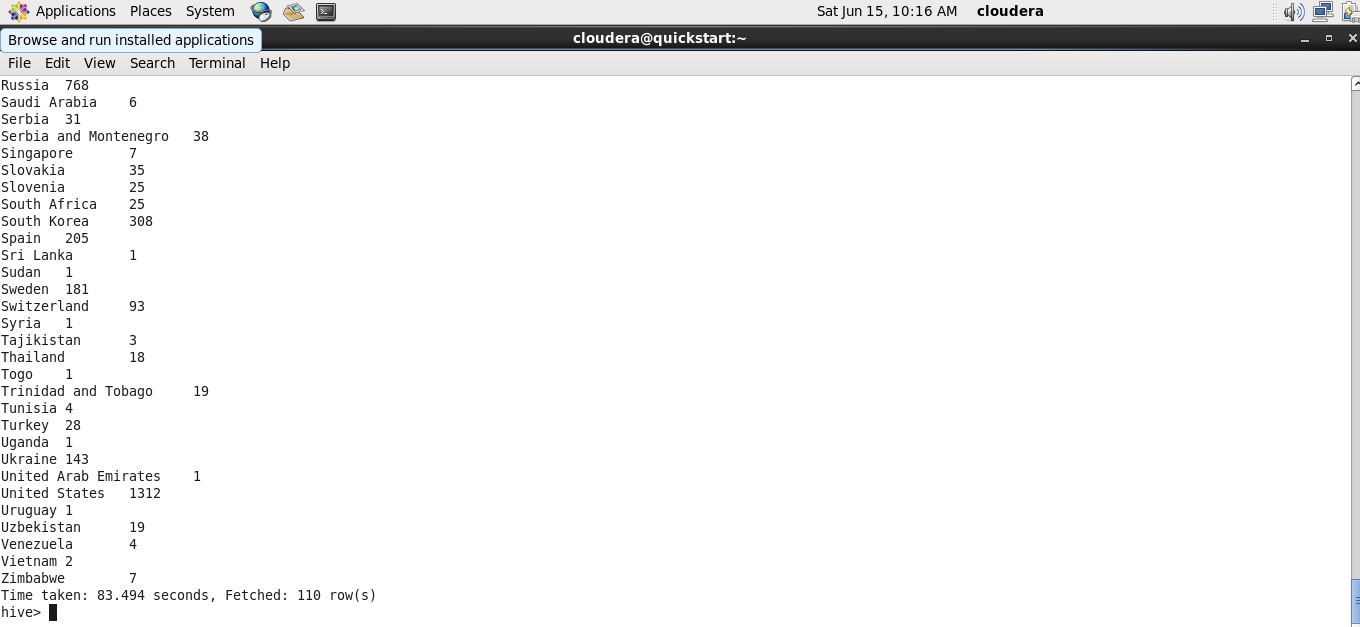 Applications Places System Sat Jun 15, 10:16 AM cloudera
Browse and run installed applications
cloudera@quickstart:~
File Edit View Search Terminal Help
Russia 768
Saudi Arabia 6
Serbia 31
Serbia and Montenegro 38
Singapore 7
Slovakia 35
Slovenia 25
South Africa 25
South Korea 308
Spain 205
Sri Lanka 1
Sudan 1
Sweden 181
Switzerland 93
Syria 1
Tajikistan 3
Thailand 18
Togo 1
Trinidad and Tobago 19
Tunisia 4
Turkey 28
Uganda 1
Ukraine 143
United Arab Emirates 1
United States 1312
Uruguay 1
Uzbekistan 19
Venezuela 4
Vietnam 2
Zimbabwe 7
Time taken: 83.494 seconds, Fetched: 110 row(s)
hive>